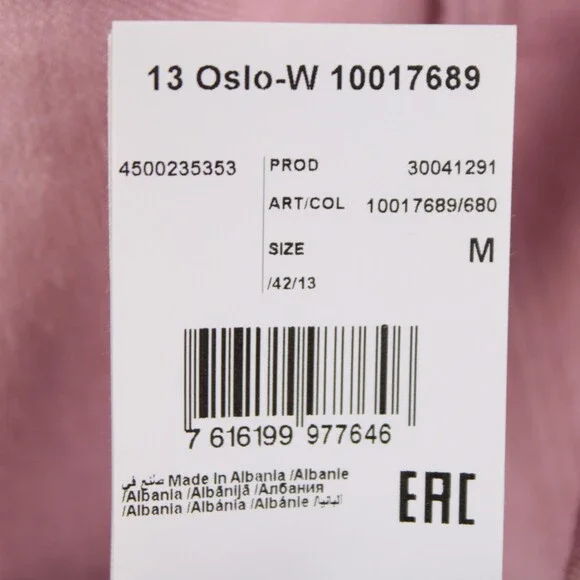 13 Oslo-W 10017689
4500235353
PROD 30041291
ART/COL 10017689/680
SIZE M
/42/13
7 616199 977646
صنع في Made In Albania /Albanie
/Albania /Albānijā /Албания
/Albania /Albánia /Albánie ألبانيا/
EAC